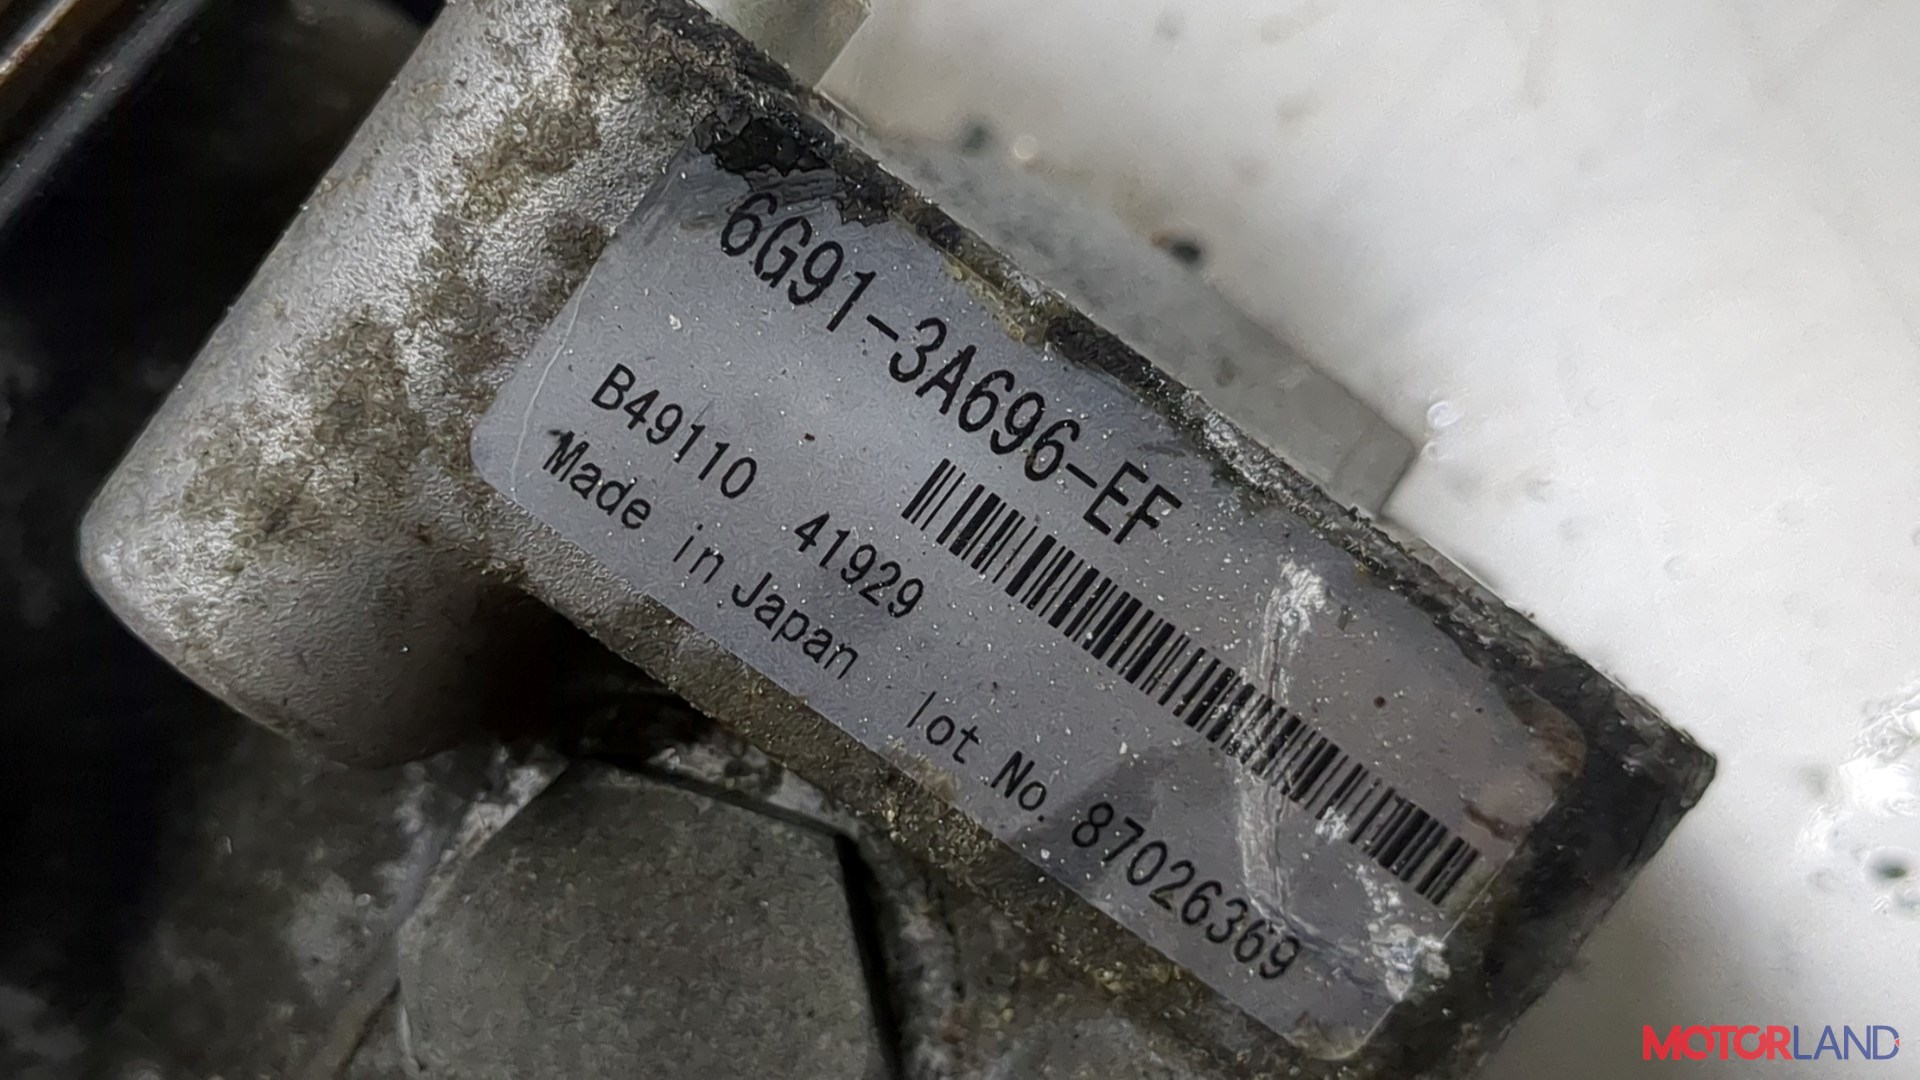 6G91-3A696-EF
B49110 41929
Made in Japan lot No. 87026369
MOTORLAND